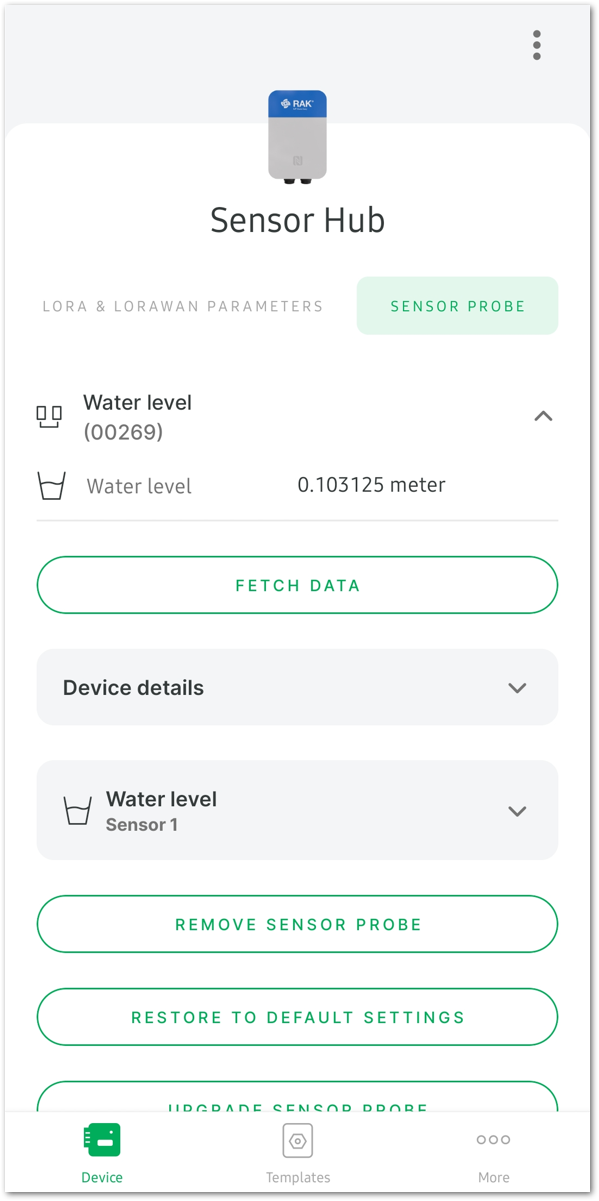 RAK
Sensor Hub
LORA & LORAWAN PARAMETERS
SENSOR PROBE
Water level
(00269)
Water level 0.103125 meter
FETCH DATA
Device details
Water level
Sensor 1
REMOVE SENSOR PROBE
RESTORE TO DEFAULT SETTINGS
UPGRADE SENSOR PROBE
Device Templates More